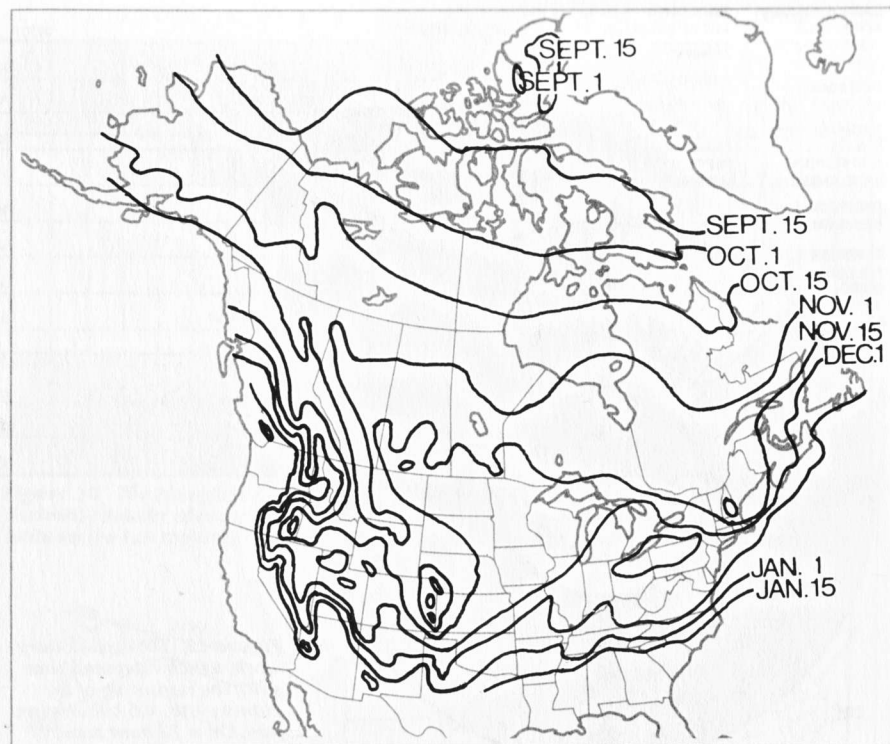 SEPT. 15
SEPT. 1
SEPT. 15
OCT. 1
OCT. 15
NOV. 1
NOV. 15
DEC.1
JAN. 1
JAN.15